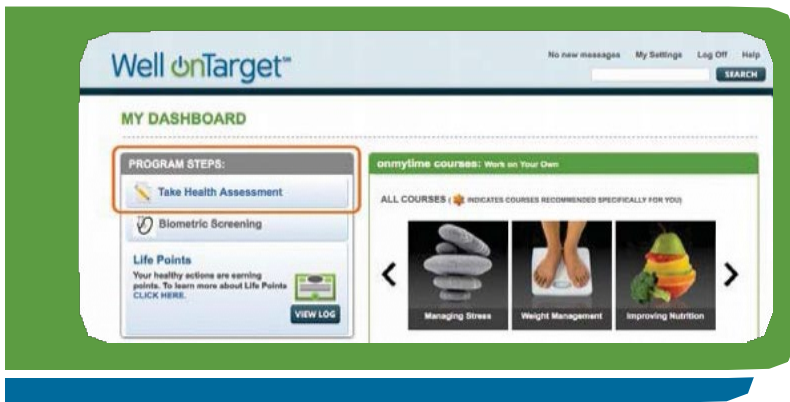 Well onTarget℠
No new messages My Settings Log Off Help
SEARCH
MY DASHBOARD
PROGRAM STEPS:
Take Health Assessment
Biometric Screening
Life Points
Your healthy actions are earning
points. To learn more about Life Points
CLICK HERE.
VIEW LOG
onmytime courses: Work on Your Own
ALL COURSES ( INDICATES COURSES RECOMMENDED SPECIFICALLY FOR YOU)
Managing Stress
Weight Management
Improving Nutrition